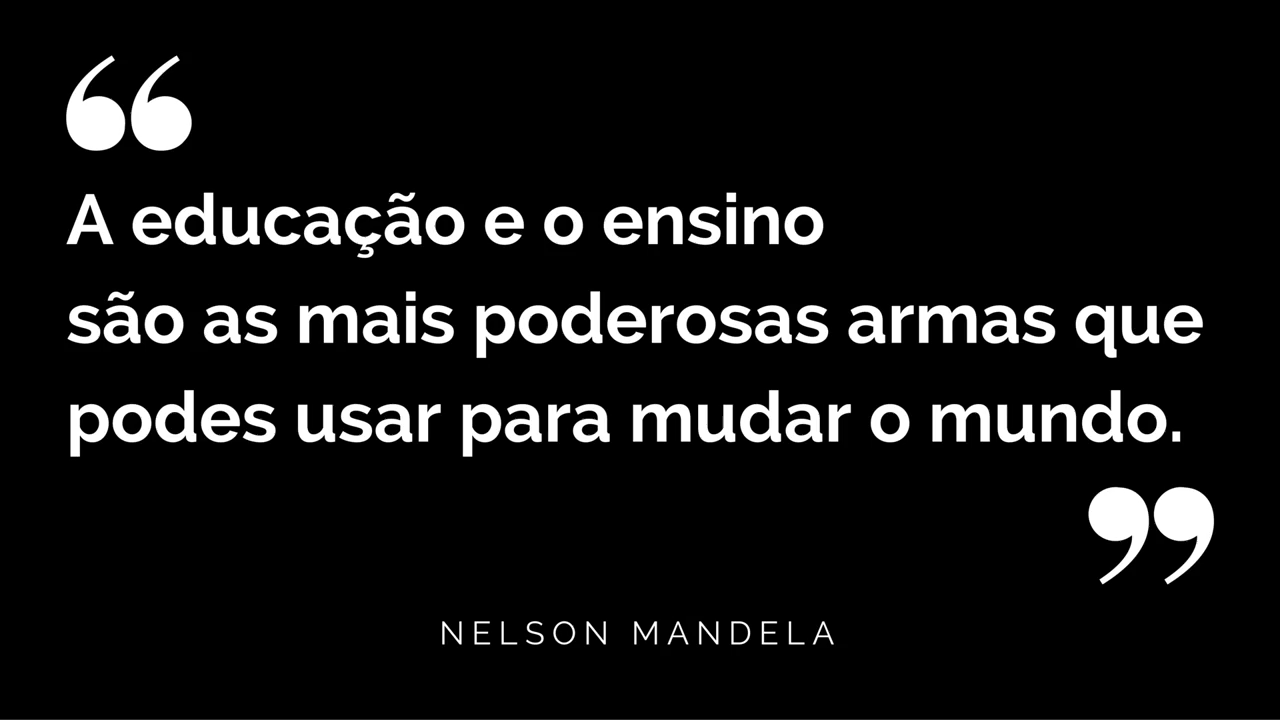 “
A educação e o ensino
são as mais poderosas armas que
podes usar para mudar o mundo.
”
NELSON MANDELA